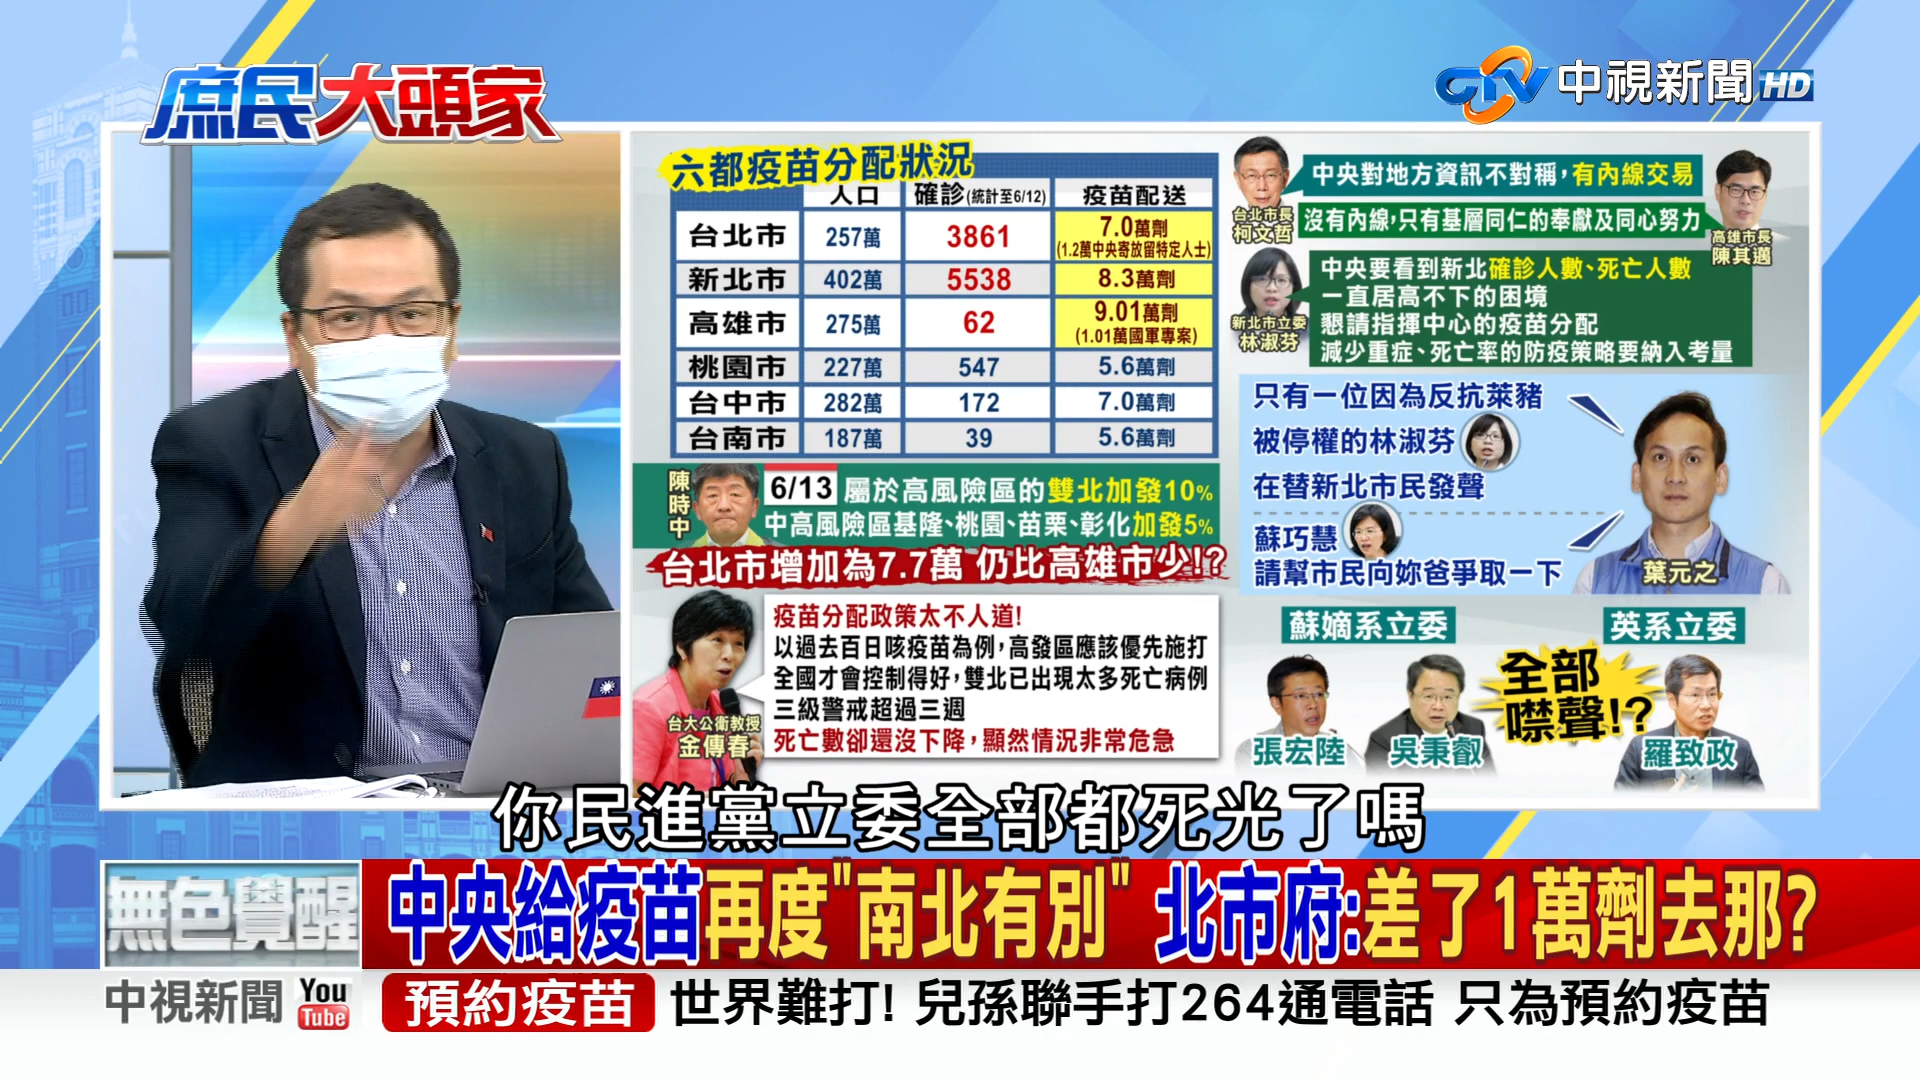 庶民大頭家
CTV中視新聞HD
六都疫苗分配狀況
人口 確診(統計至6/12) 疫苗配送
台北市 257萬 3861 7.0萬劑
(1.2萬中央寄放留特定人士)
新北市 402萬 5538 8.3萬劑
高雄市 275萬 62 9.01萬劑
(1.01萬國軍專案)
桃園市 227萬 547 5.6萬劑
台中市 282萬 172 7.0萬劑
台南市 187萬 39 5.6萬劑
陳時中
6/13 屬於高風險區的雙北加發10%
中高風險區基隆、桃園、苗栗、彰化加發5%
台北市增加為7.7萬 仍比高雄市少!?
疫苗分配政策太不人道!
以過去百日咳疫苗為例,高發區應該優先施打
全國才會控制得好,雙北已出現太多死亡病例
三級警戒超過三週
死亡數卻還沒下降,顯然情況非常危急
台大公衛教授
金傳春
中央對地方資訊不對稱,有內線交易
台北市長
柯文哲
沒有內線,只有基層同仁的奉獻及同心努力
高雄市長
陳其邁
中央要看到新北確診人數、死亡人數
一直居高不下的困境
懇請指揮中心的疫苗分配
減少重症、死亡率的防疫策略要納入考量
新北市立委
林淑芬
只有一位因為反抗萊豬
被停權的林淑芬
在替新北市民發聲
蘇巧慧
請幫市民向妳爸爭取一下
葉元之
蘇嫡系立委
英系立委
張宏陸
吳秉叡
全部
噤聲!?
羅致政
你民進黨立委全部都死光了嗎
無色覺醒
中央給疫苗再度"南北有別" 北市府:差了1萬劑去那?
中視新聞 YouTube
預約疫苗 世界難打! 兒孫聯手打264通電話 只為預約疫苗